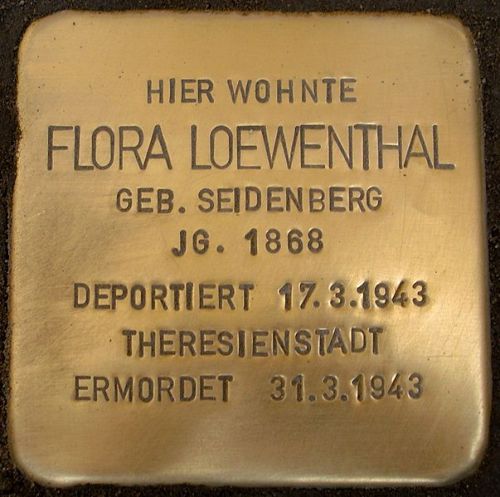 HIER WOHNTE
FLORA LOEWENTHAL
GEB. SEIDENBERG
JG. 1868
DEPORTIERT 17.3.1943
THERESIENSTADT
ERMORDET 31.3.1943